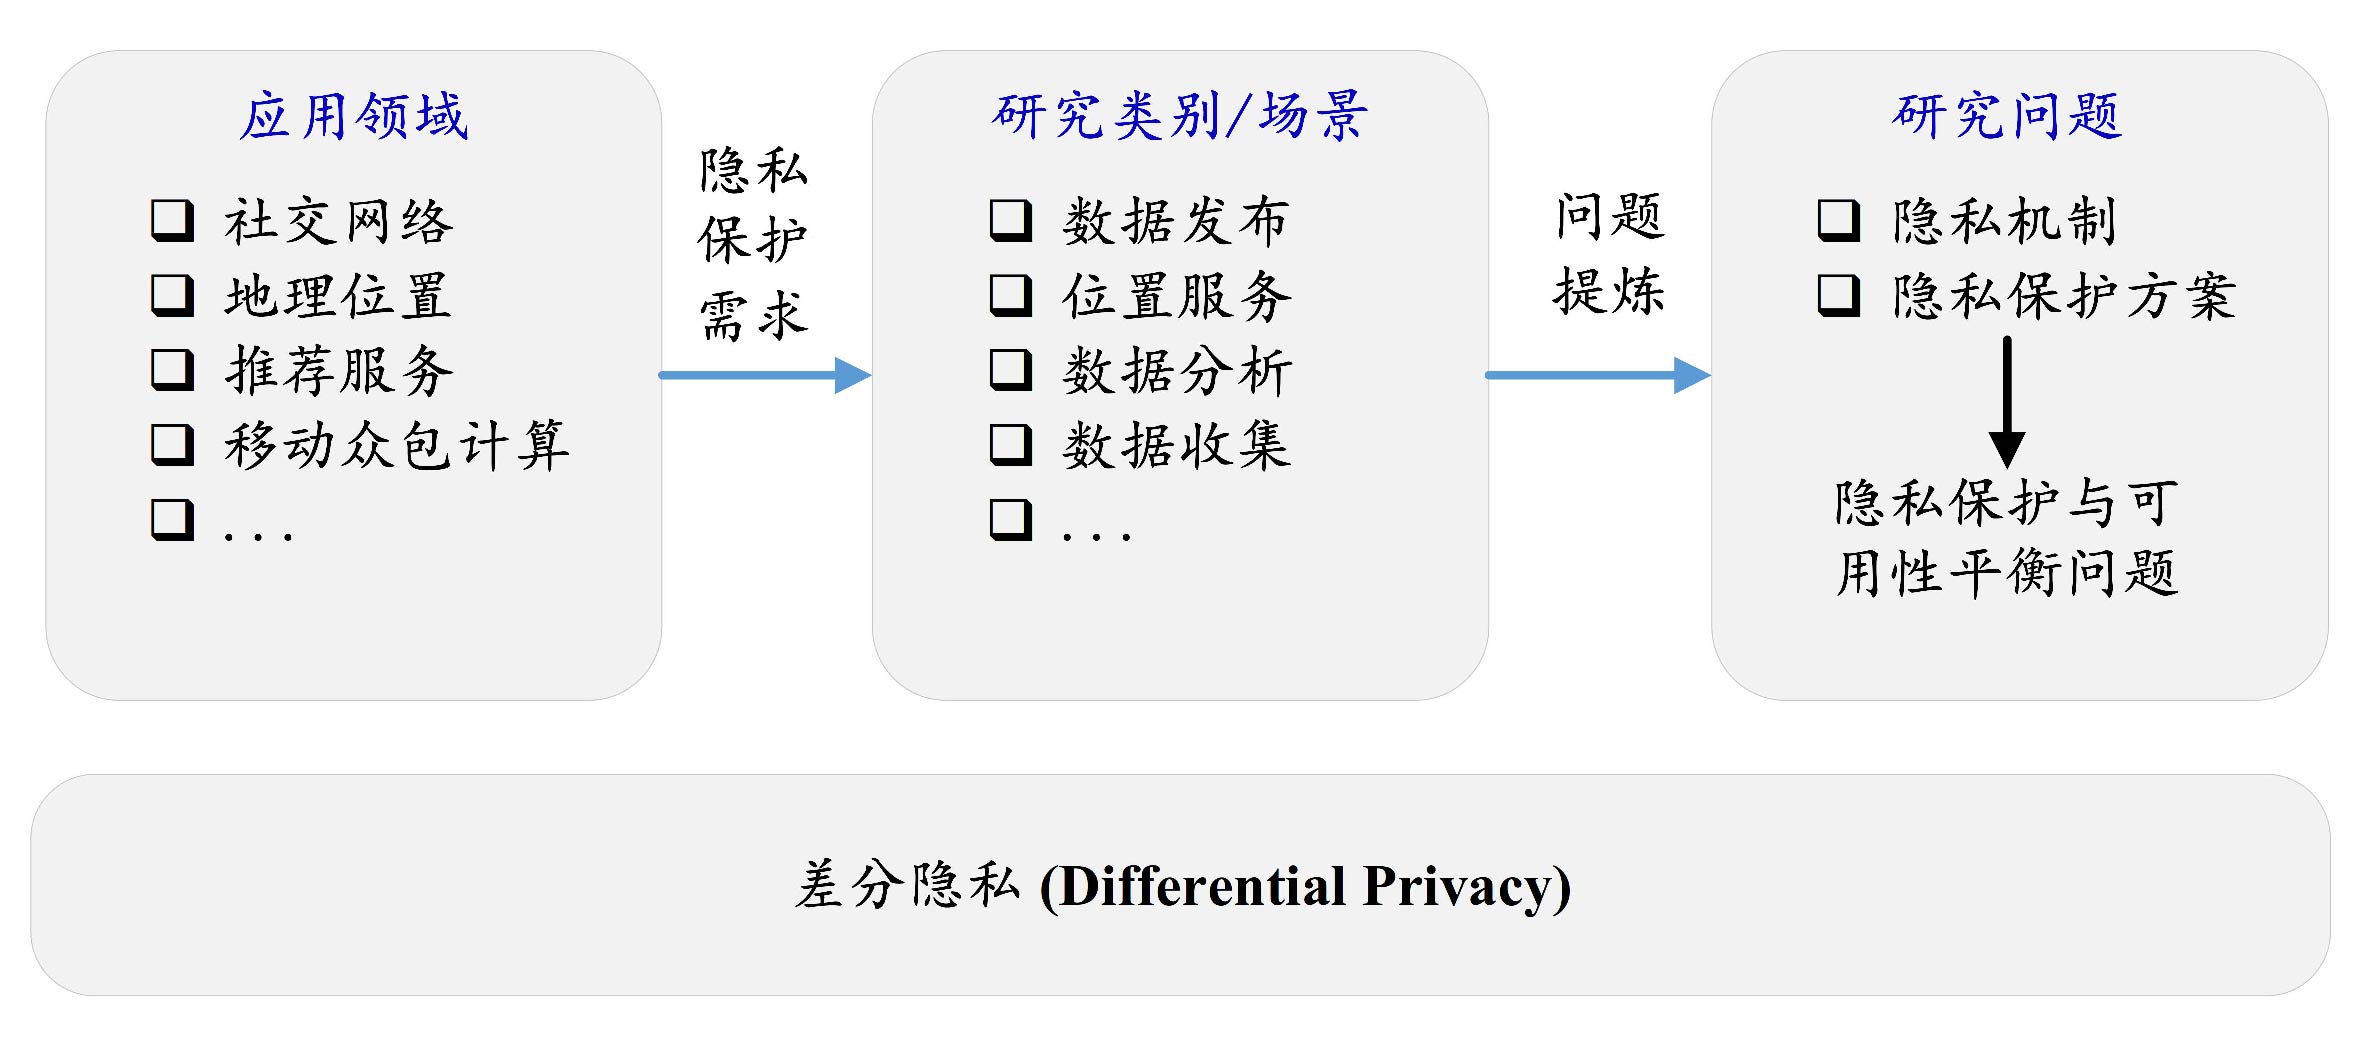 应用领域
社交网络
地理位置
推荐服务
移动众包计算
...
隐私
保护
需求
研究类别/场景
数据发布
位置服务
数据分析
数据收集
...
问题
提炼
研究问题
隐私机制
隐私保护方案
隐私保护与可
用性平衡问题
差分隐私 (Differential Privacy)